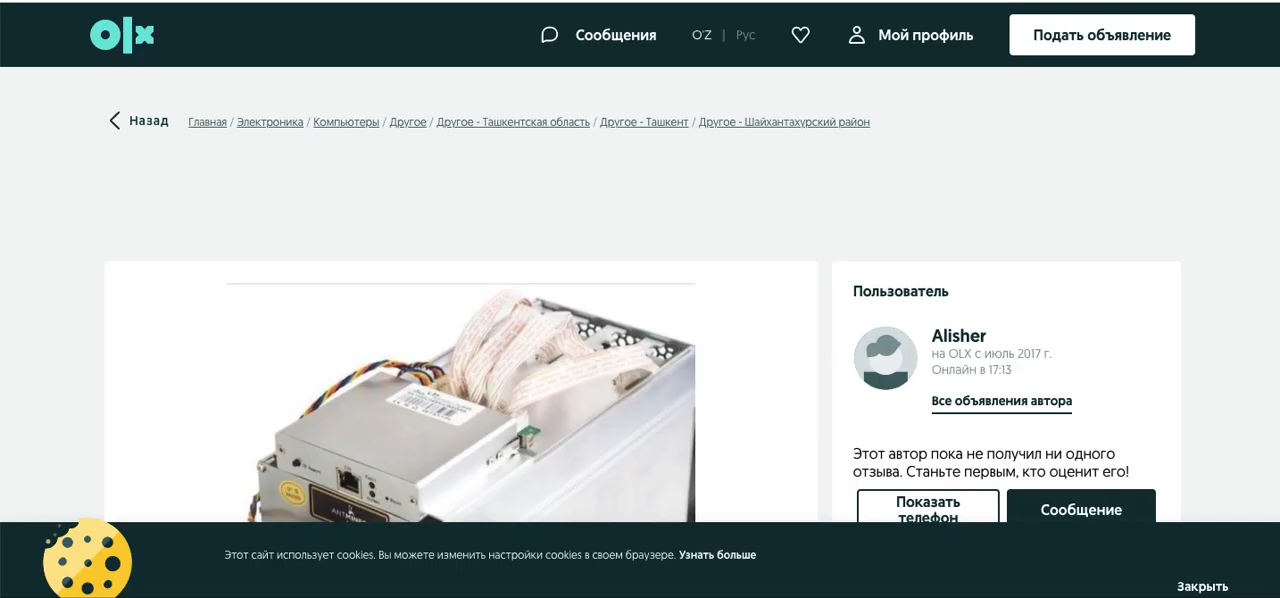 olx
Сообщения
O'Z | Рус
Мой профиль
Подать объявление
Назад
Главная / Электроника / Компьютеры / Другое / Другое - Ташкентская область / Другое - Ташкент / Другое - Шайхантахурский район
Пользователь
Alisher
на OLX с июль 2017 г.
Онлайн в 17:13
Все объявления автора
Этот автор пока не получил ни одного
отзыва. Станьте первым, кто оценит его!
Показать
телефон
Сообщение
Этот сайт использует cookies. Вы можете изменить настройки cookies в своем браузере. Узнать больше
Закрыть